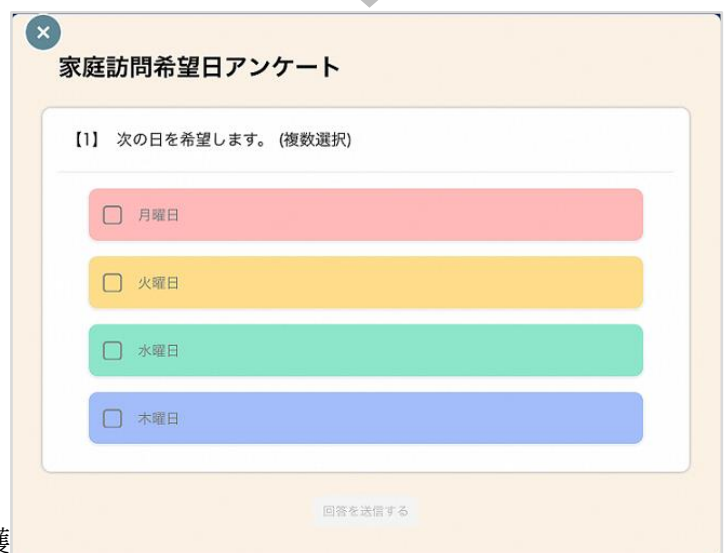 家庭訪問希望日アンケート
【1】 次の日を希望します。 (複数選択)
月曜日
火曜日
水曜日
木曜日
回答を送信する